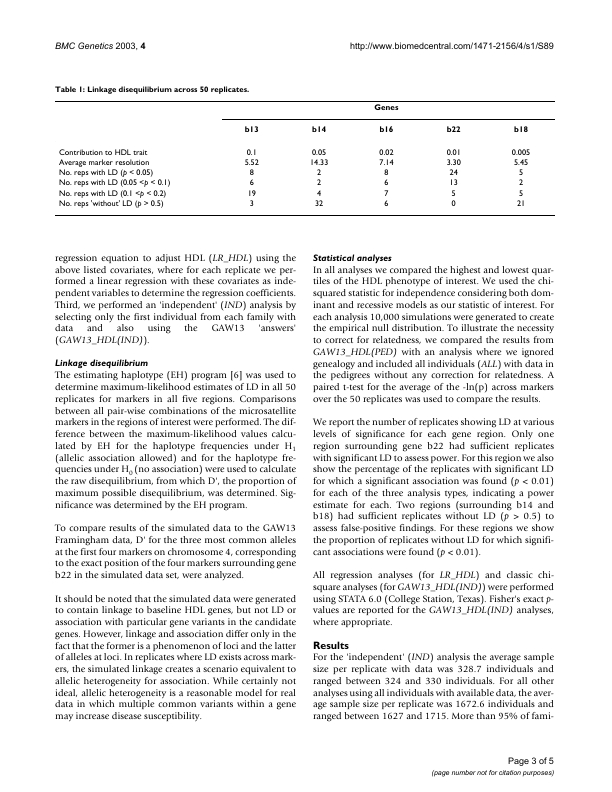 BMC Genetics 2003, 4
http://www.biomedcentral.com/1471-2156/4/s1/S89
Table 1: Linkage disequilibrium across 50 replicates.
Genes
b13 b14 b16 b22 b18
Contribution to HDL trait 0.1 0.05 0.02 0.01 0.005
Average marker resolution 5.52 14.33 7.14 3.30 5.45
No. reps with LD (p < 0.05) 8 2 8 24 5
No. reps with LD (0.05 <p < 0.1) 6 2 6 13 2
No. reps with LD (0.1 <p < 0.2) 19 4 7 5 5
No. reps 'without' LD (p > 0.5) 3 32 6 0 21
regression equation to adjust HDL (LR_HDL) using the
above listed covariates, where for each replicate we per-
formed a linear regression with these covariates as inde-
pendent variables to determine the regression coefficients.
Third, we performed an 'independent' (IND) analysis by
selecting only the first individual from each family with
data and also using the GAW13 'answers'
(GAW13_HDL(IND)).
Linkage disequilibrium
The estimating haplotype (EH) program [6] was used to
determine maximum-likelihood estimates of LD in all 50
replicates for markers in all five regions. Comparisons
between all pair-wise combinations of the microsatellite
markers in the regions of interest were performed. The dif-
ference between the maximum-likelihood values calcu-
lated by EH for the haplotype frequencies under H1
(allelic association allowed) and for the haplotype fre-
quencies under H0 (no association) were used to calculate
the raw disequilibrium, from which D', the proportion of
maximum possible disequilibrium, was determined. Sig-
nificance was determined by the EH program.
To compare results of the simulated data to the GAW13
Framingham data, D' for the three most common alleles
at the first four markers on chromosome 4, corresponding
to the exact position of the four markers surrounding gene
b22 in the simulated data set, were analyzed.
It should be noted that the simulated data were generated
to contain linkage to baseline HDL genes, but not LD or
association with particular gene variants in the candidate
genes. However, linkage and association differ only in the
fact that the former is a phenomenon of loci and the latter
of alleles at loci. In replicates where LD exists across mark-
ers, the simulated linkage creates a scenario equivalent to
allelic heterogeneity for association. While certainly not
ideal, allelic heterogeneity is a reasonable model for real
data in which multiple common variants within a gene
may increase disease susceptibility.
Statistical analyses
In all analyses we compared the highest and lowest quar-
tiles of the HDL phenotype of interest. We used the chi-
squared statistic for independence considering both dom-
inant and recessive models as our statistic of interest. For
each analysis 10,000 simulations were generated to create
the empirical null distribution. To illustrate the necessity
to correct for relatedness, we compared the results from
GAW13_HDL(PED) with an analysis where we ignored
genealogy and included all individuals (ALL) with data in
the pedigrees without any correction for relatedness. A
paired t-test for the average of the -ln(p) across markers
over the 50 replicates was used to compare the results.
We report the number of replicates showing LD at various
levels of significance for each gene region. Only one
region surrounding gene b22 had sufficient replicates
with significant LD to assess power. For this region we also
show the percentage of the replicates with significant LD
for which a significant association was found (p < 0.01)
for each of the three analysis types, indicating a power
estimate for each. Two regions (surrounding b14 and
b18) had sufficient replicates without LD (p > 0.5) to
assess false-positive findings. For these regions we show
the proportion of replicates without LD for which signifi-
cant associations were found (p < 0.01).
All regression analyses (for LR_HDL) and classic chi-
square analyses (for GAW13_HDL(IND)) were performed
using STATA 6.0 (College Station, Texas). Fisher's exact p-
values are reported for the GAW13_HDL(IND) analyses,
where appropriate.
Results
For the 'independent' (IND) analysis the average sample
size per replicate with data was 328.7 individuals and
ranged between 324 and 330 individuals. For all other
analyses using all individuals with available data, the aver-
age sample size per replicate was 1672.6 individuals and
ranged between 1627 and 1715. More than 95% of fami-
Page 3 of 5
(page number not for citation purposes)